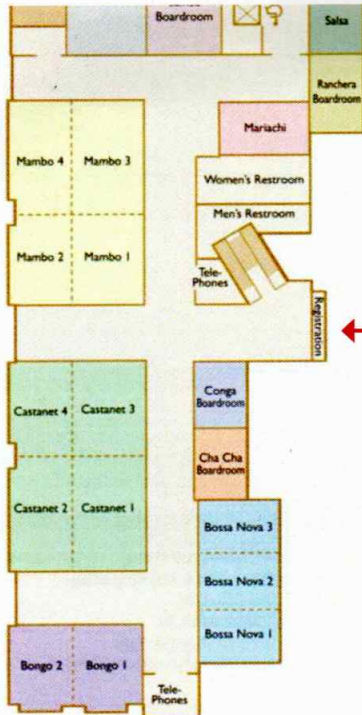 Boardroom
Salsa
Ranchera
Boardroom
Mariachi
Mambo 4
Mambo 3
Women's Restroom
Men's Restroom
Mambo 2
Mambo 1
Tele-
Phones
Registration
Conga
Boardroom
Castanet 4
Castanet 3
Cha Cha
Boardroom
Castanet 2
Castanet 1
Bossa Nova 3
Bossa Nova 2
Bossa Nova 1
Bongo 2
Bongo 1
Tele-
Phones